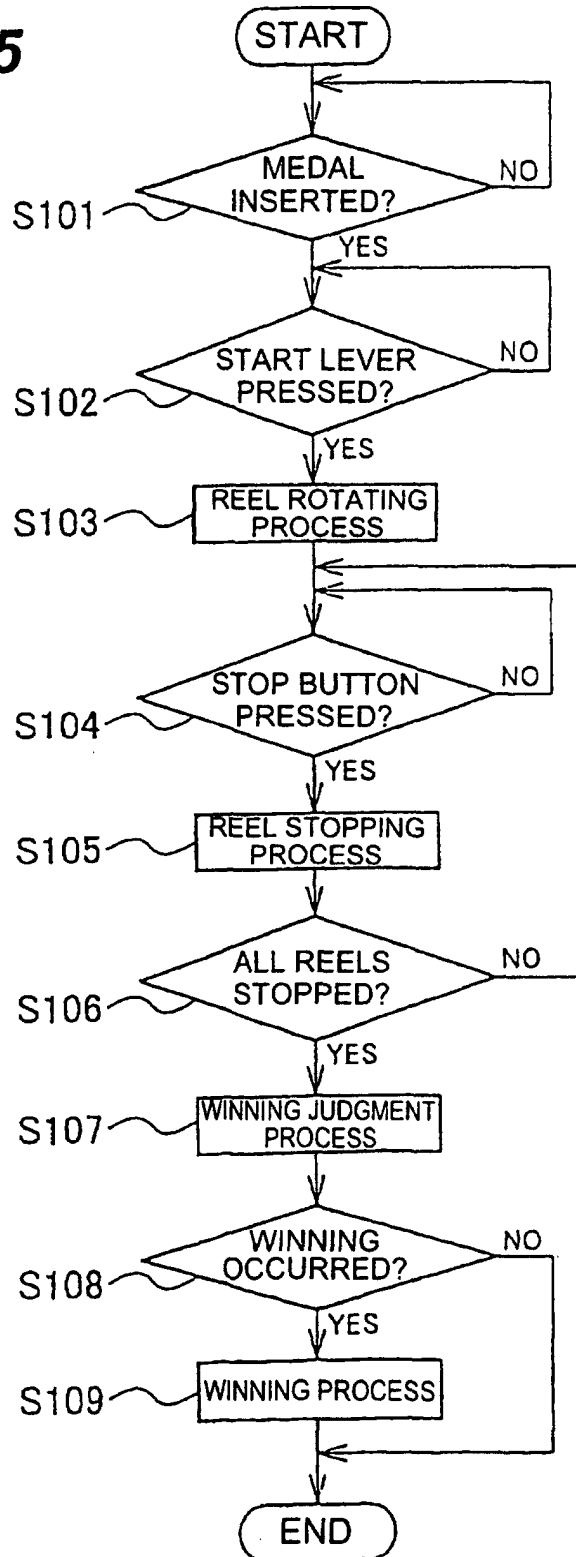 5
START
MEDAL
INSERTED?
NO
S101
YES
START LEVER
PRESSED?
NO
S102
YES
REEL ROTATING
PROCESS
S103
STOP BUTTON
PRESSED?
NO
S104
YES
REEL STOPPING
PROCESS
S105
ALL REELS
STOPPED?
NO
S106
YES
WINNING JUDGMENT
PROCESS
S107
WINNING
OCCURRED?
NO
S108
YES
WINNING PROCESS
S109
END